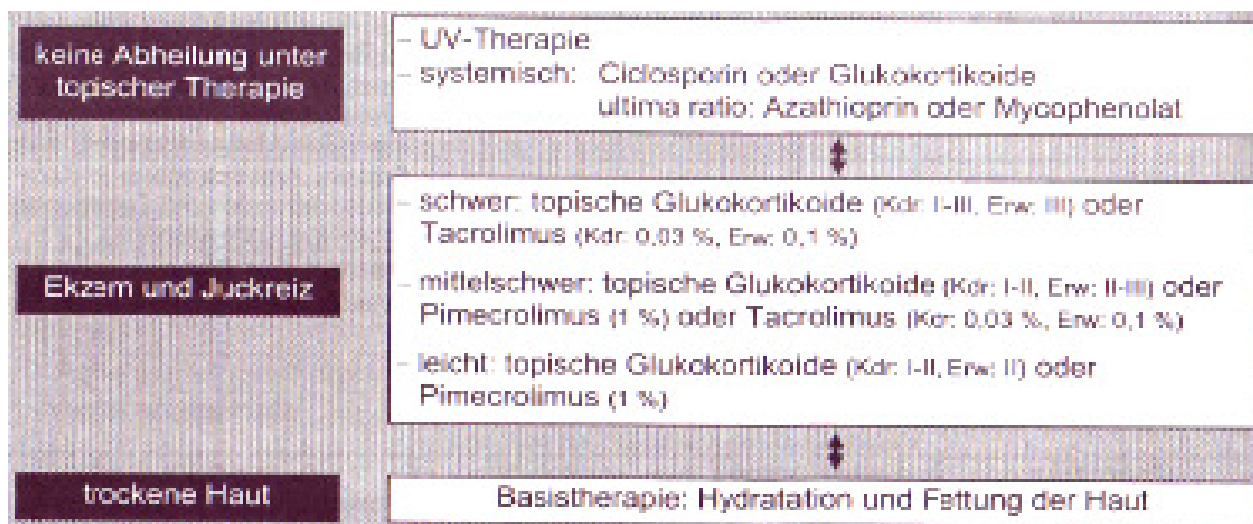 keine Abheilung unter
topischer Therapie
– UV-Therapie
– systemisch: Ciclosporin oder Glukokortikoide
ultima ratio: Azathioprin oder Mycophenolat
Ekzem und Juckreiz
– schwer: topische Glukokortikoide (Kdr: I-III, Erw: III) oder
Tacrolimus (Kdr: 0,03 %, Erw: 0,1 %)
– mittelschwer: topische Glukokortikoide (Kdr: I-II, Erw: II-III) oder
Pimecrolimus (1 %) oder Tacrolimus (Kdr: 0,03 %, Erw: 0,1 %)
– leicht: topische Glukokortikoide (Kdr: I-II, Erw: II) oder
Pimecrolimus (1 %)
trockene Haut
Basistherapie: Hydratation und Fettung der Haut